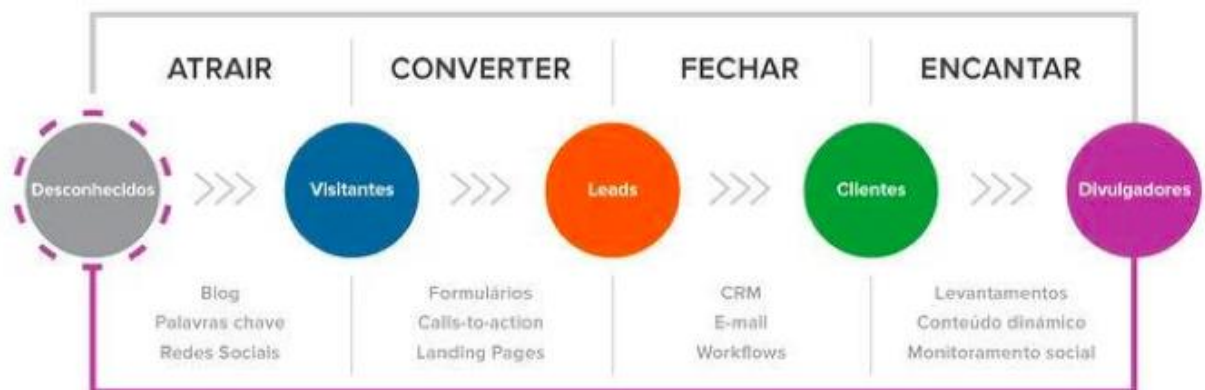 ATRAIR
CONVERTER
FECHAR
ENCANTAR
Desconhecidos
Visitantes
Leads
Clientes
Divulgadores
Blog
Palavras chave
Redes Sociais
Formulários
Calls-to-action
Landing Pages
CRM
E-mail
Workflows
Levantamentos
Conteúdo dinámico
Monitoramento social